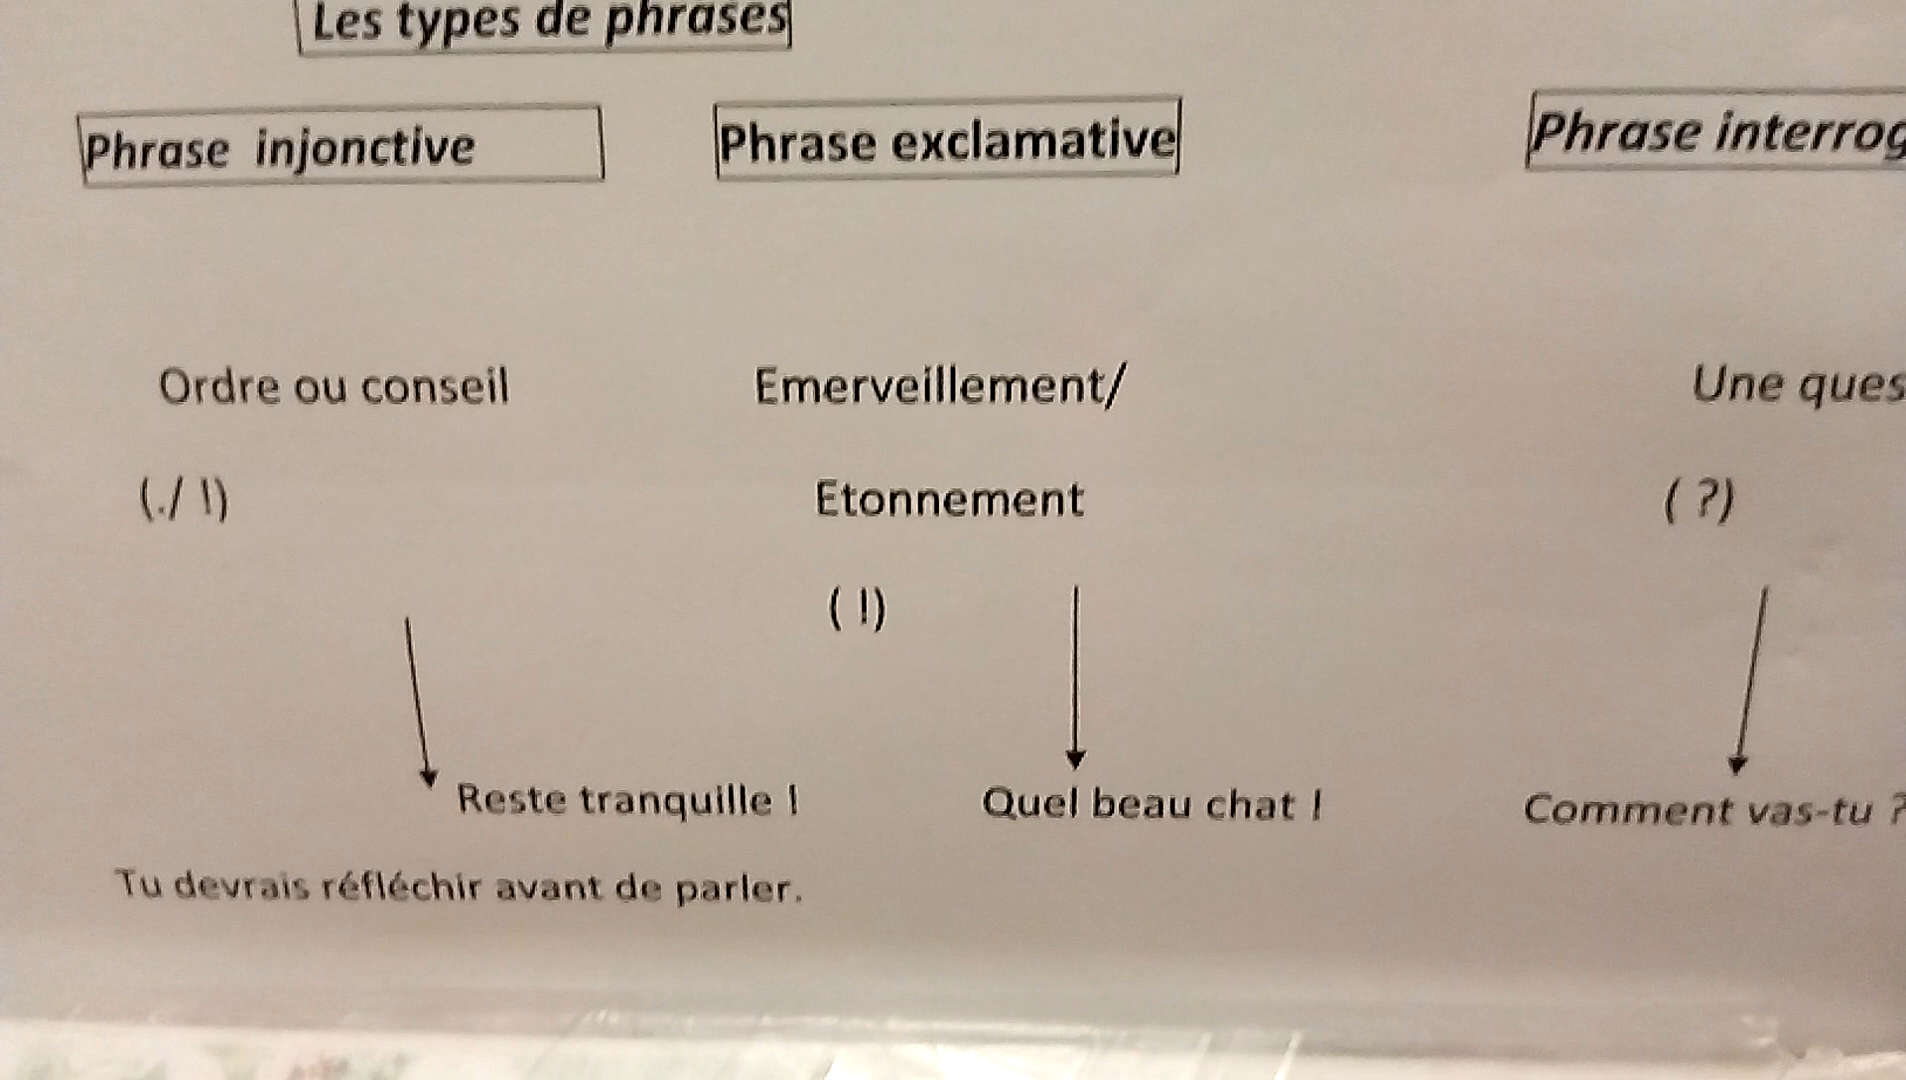 Les types de phrases
Phrase injonctive
Phrase exclamative
Phrase interrog
Ordre ou conseil
Emerveillement/
Une ques
(./ !)
Etonnement
( ?)
( !)
Reste tranquille !
Quel beau chat !
Comment vas-tu ?
Tu devrais réfléchir avant de parler.